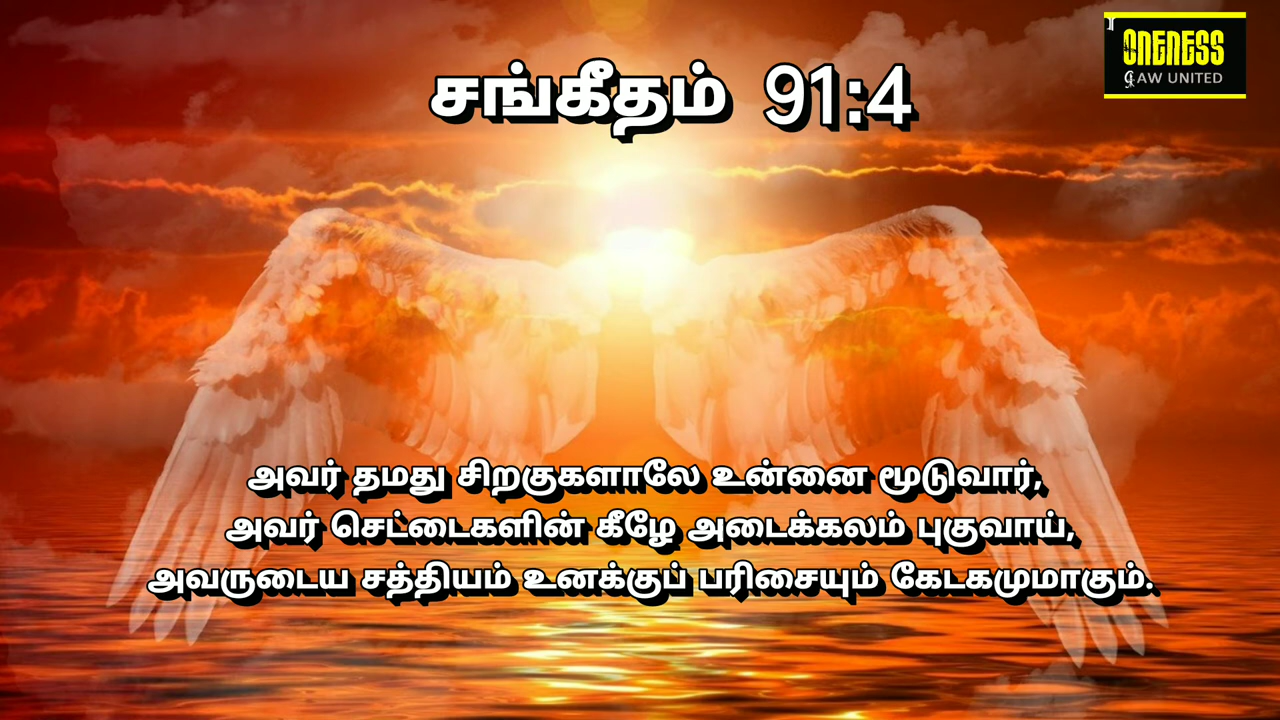 சங்கீதம் 91:4
ONENESS
LAW UNITED
அவர் தமது சிறகுகளாலே உன்னை மூடுவார்,
அவர் செட்டைகளின் கீழே அடைக்கலம் புகுவாய்,
அவருடைய சத்தியம் உனக்குப் பரிசையும் கேடகமுமாகும்.